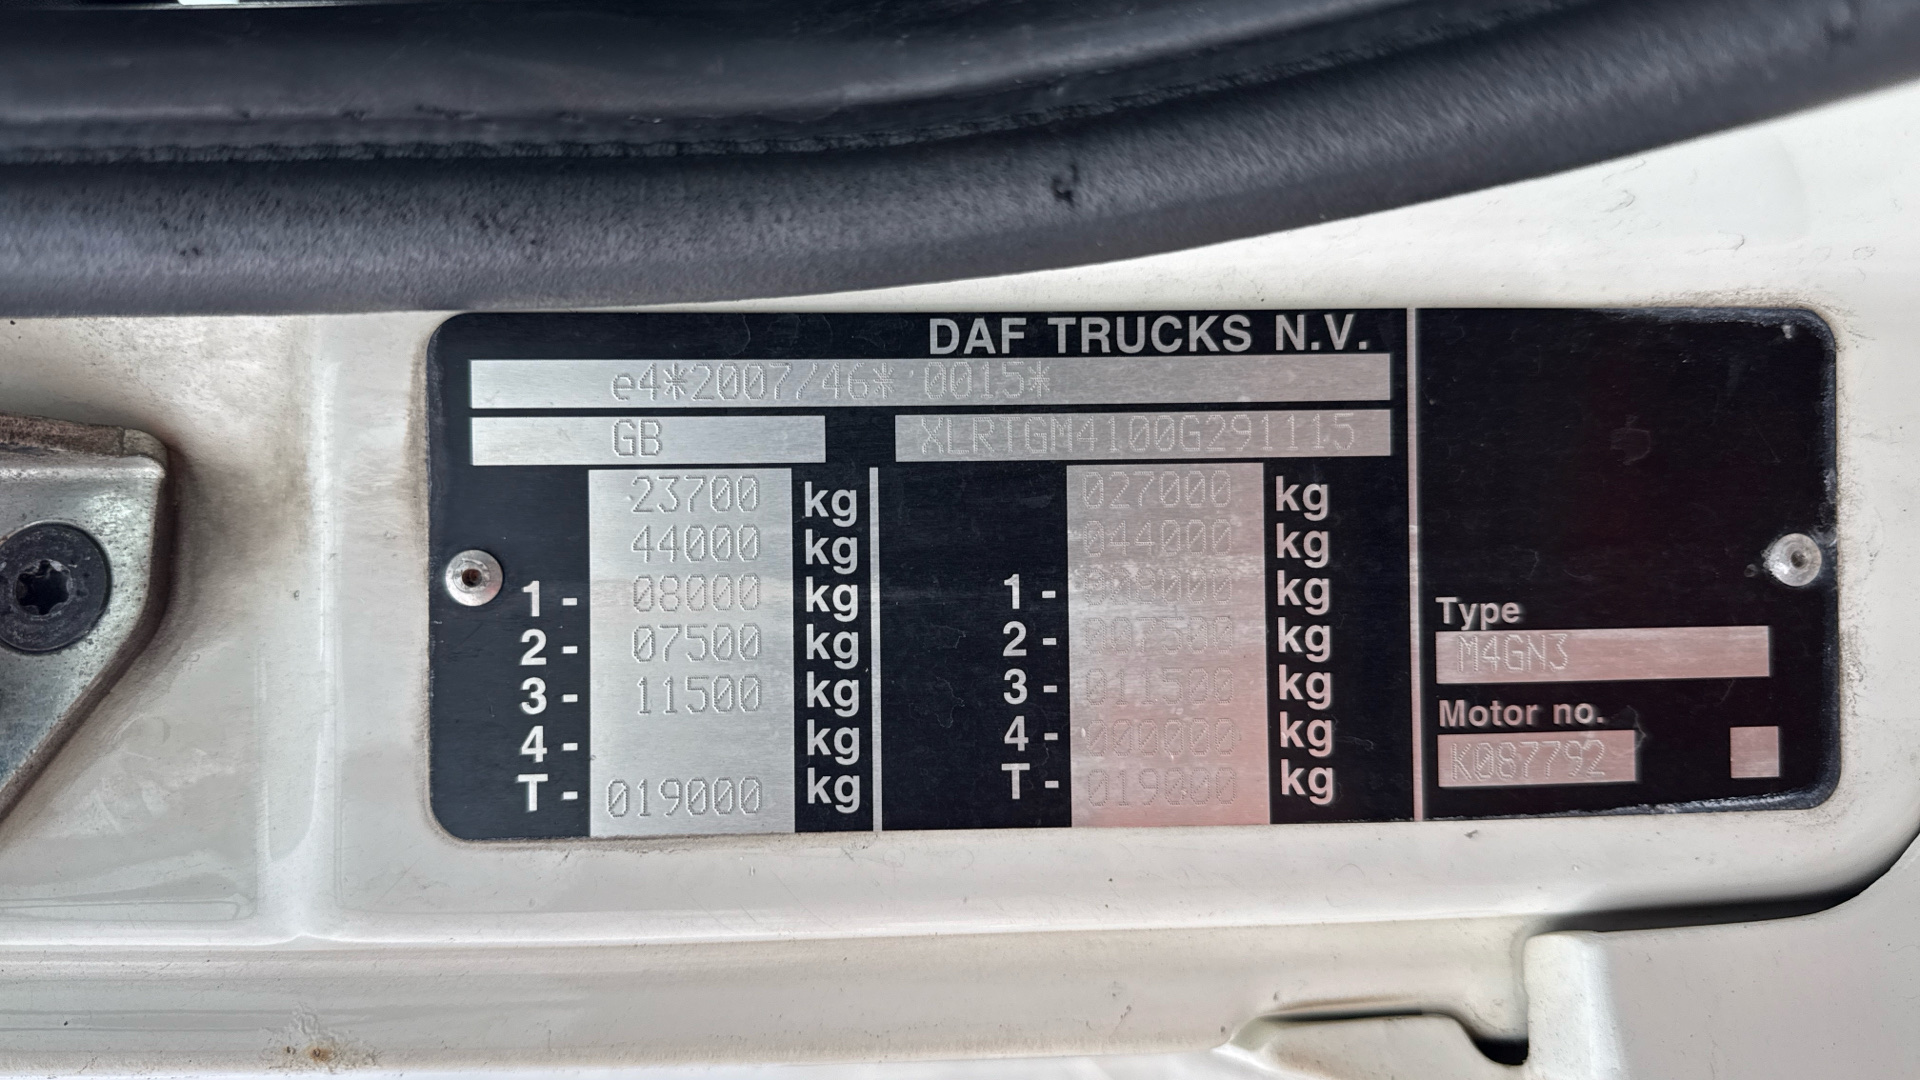 DAF TRUCKS N.V.
e4*2007/46* 0015*
GB XLRTGM4100G291115
23700 kg 027000 kg
44000 kg 044000 kg
1- 08000 kg 1- 008000 kg
2- 07500 kg 2- 007500 kg
3- 11500 kg 3- 011500 kg
4- kg 4- 000000 kg
T- 019000 kg T- 019000 kg
Type
M4GN3
Motor no.
K087792